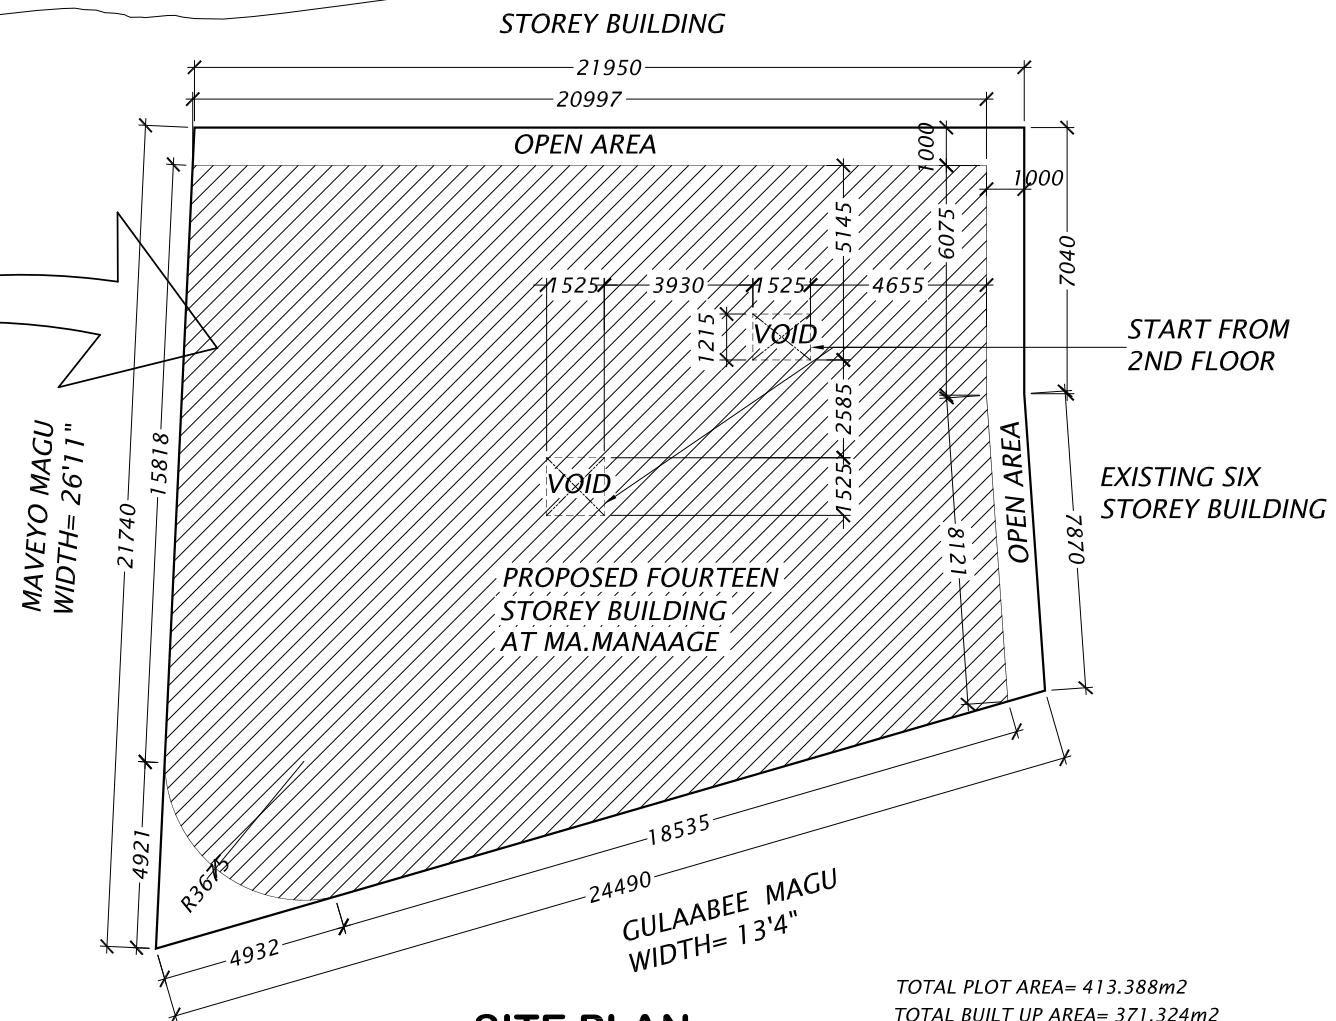 STOREY BUILDING
21950
20997
OPEN AREA
1000
1000
5145
6075
7040
1525
3930
1525
4655
1215
VOID
START FROM
2ND FLOOR
2585
MAVEYO MAGU
WIDTH= 26'11"
15818
21740
VOID
1525
OPEN AREA
EXISTING SIX
STOREY BUILDING
8121
7870
PROPOSED FOURTEEN
STOREY BUILDING
AT MA.MANAAGE
4921
R3675
18535
24490
4932
GULAABEE MAGU
WIDTH= 13'4"
TOTAL PLOT AREA= 413.388m2
TOTAL BUILT UP AREA= 371.324m2
SITE PLAN